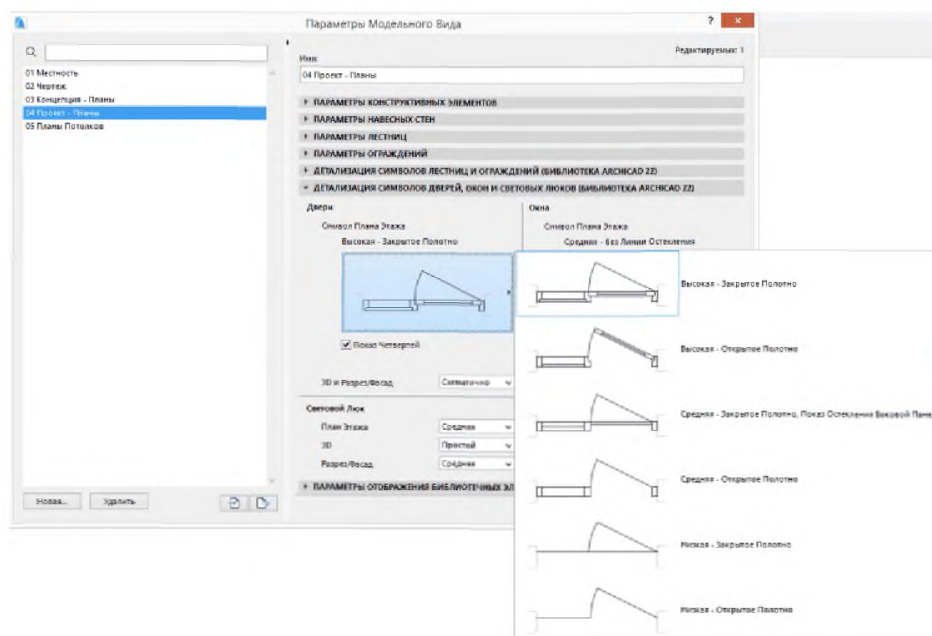 Параметры Модельного Вида
?
Редактируемых: 1
Имя:
04 Проект - Планы
01 Местность
02 Чертеж
03 Концепция - Планы
04 Проект - Планы
05 Планы Потолков
ПАРАМЕТРЫ КОНСТРУКТИВНЫХ ЭЛЕМЕНТОВ
ПАРАМЕТРЫ НАВЕСНЫХ СТЕН
ПАРАМЕТРЫ ЛЕСТНИЦ
ПАРАМЕТРЫ ОГРАЖДЕНИЙ
ДЕТАЛИЗАЦИЯ СИМВОЛОВ ЛЕСТНИЦ И ОГРАЖДЕНИЙ (БИБЛИОТЕКА ARCHICAD 22)
ДЕТАЛИЗАЦИЯ СИМВОЛОВ ДВЕРЕЙ, ОКОН И СВЕТОВЫХ ЛЮКОВ (БИБЛИОТЕКА ARCHICAD 22)
Двери
Символ Плана Этажа
Высокая - Закрытое Полотно
Показ Четвертей
3D и Разрез/Фасад
Схематично
Световой Люк
План Этажа
Средняя
3D
Простой
Разрез/Фасад
Средняя
ПАРАМЕТРЫ ОТОБРАЖЕНИЯ БИБЛИОТЕЧНЫХ ЭЛ
Окна
Символ Плана Этажа
Средняя - без Линии Остекления
Высокая - Закрытое Полотно
Высокая - Открытое Полотно
Средняя - Закрытое Полотно, Показ Остекления Боковой Пане
Средняя - Открытое Полотно
Низкая - Закрытое Полотно
Низкая - Открытое Полотно
Новая...
Удалить